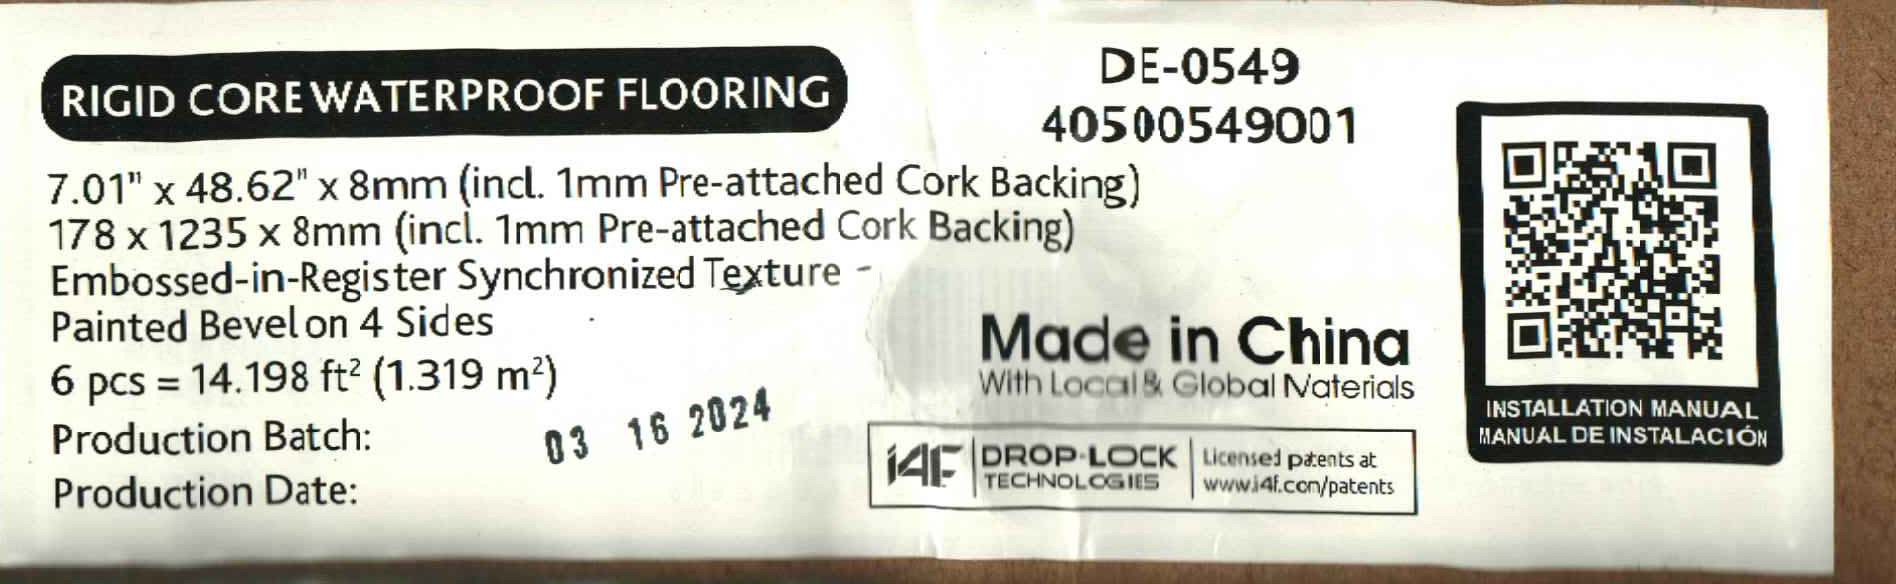 RIGID CORE WATERPROOF FLOORING
DE-0549
40500549001
7.01" x 48.62" x 8mm (incl. 1mm Pre-attached Cork Backing)
178 x 1235 x 8mm (incl. 1mm Pre-attached Cork Backing)
Embossed-in-Register Synchronized Texture -
Painted Bevel on 4 Sides
6 pcs = 14.198 ft² (1.319 m²)
Production Batch:
03 16 2024
Production Date:
Made in China
With Local & Global Materials
i4F DROP-LOCK TECHNOLOGIES
Licensed patents at
www.i4f.com/patents
INSTALLATION MANUAL
MANUAL DE INSTALACIÓN